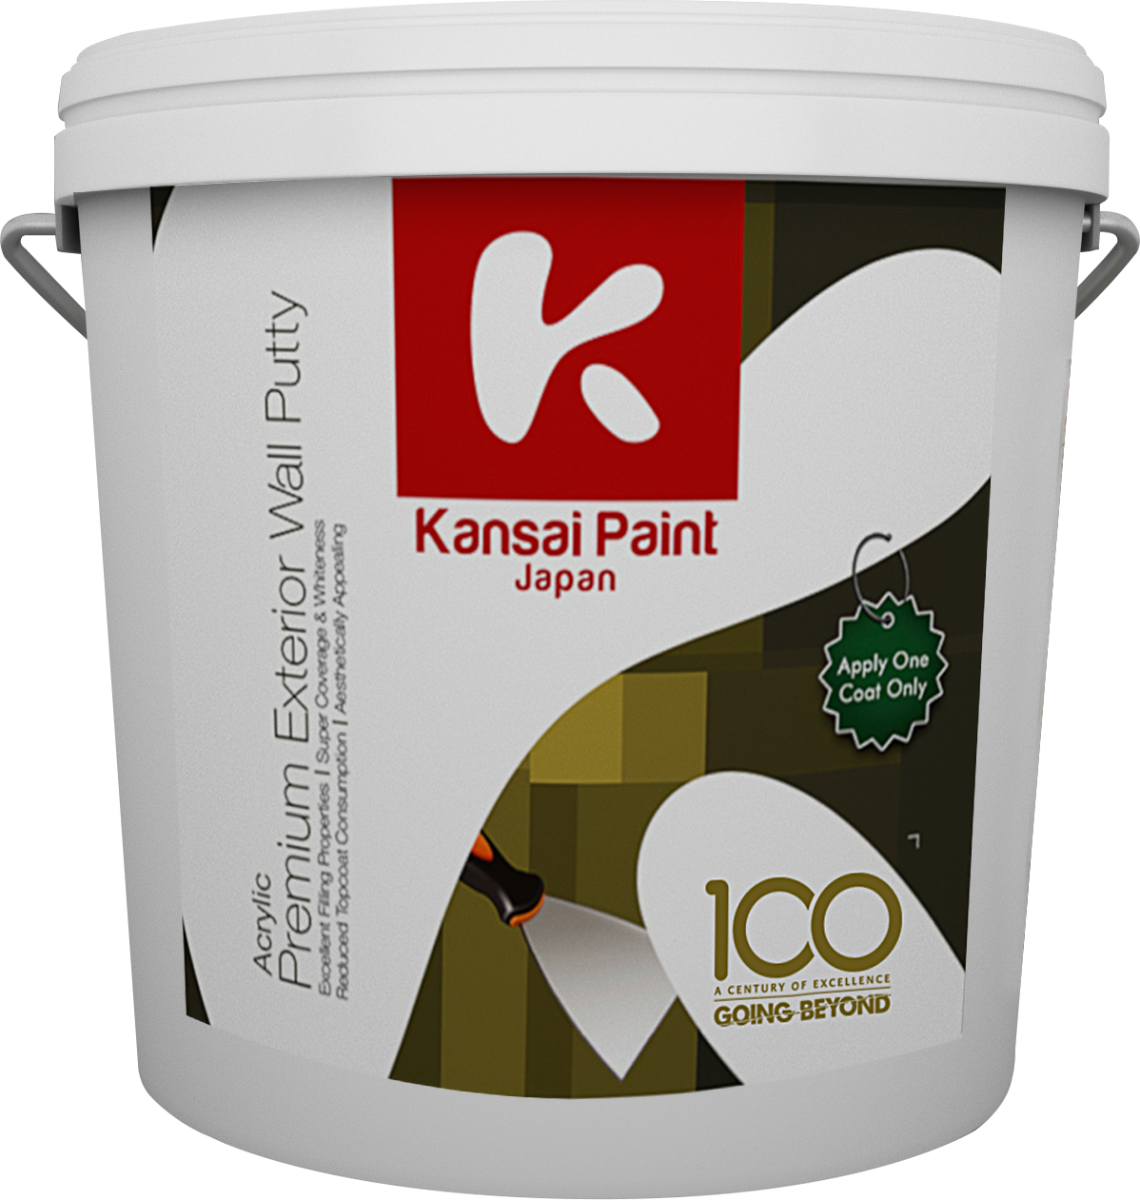 K
Kansai Paint
Japan
Acrylic
Premium Exterior Wall Putty
Excellent Filling Properties | Super Coverage & Whiteness
Reduced Topcoat Consumption | Aesthetically Appealing
Apply One
Coat Only
100
A CENTURY OF EXCELLENCE
GOING BEYOND